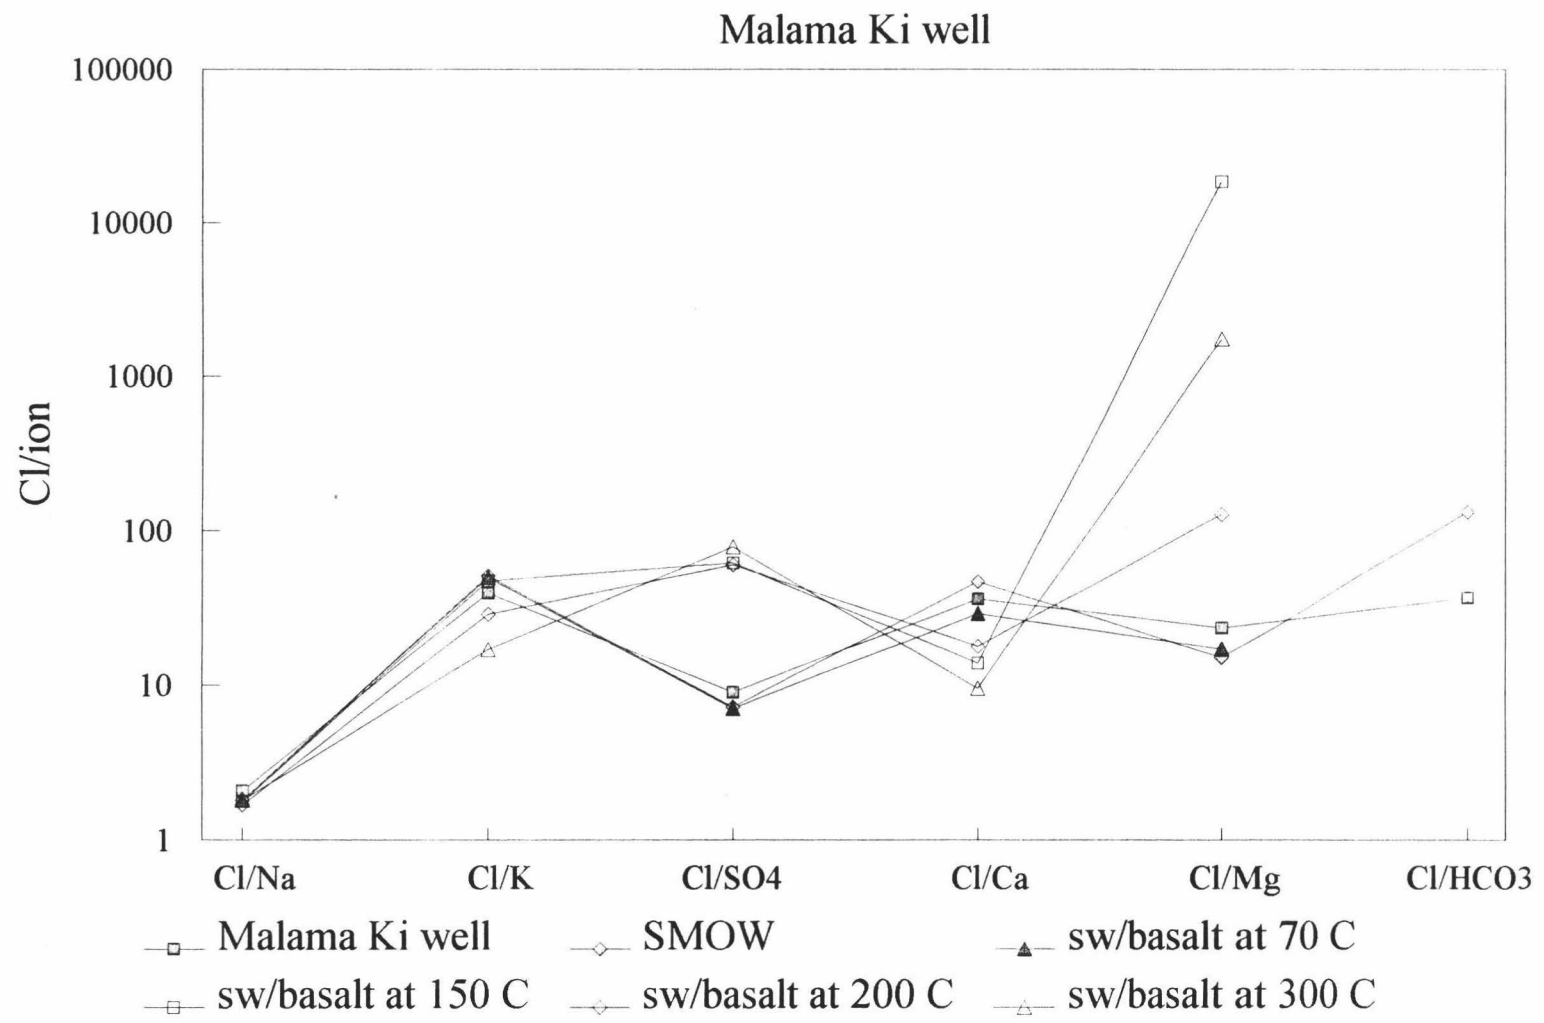 Malama Ki well
100000
10000
1000
100
10
1
Cl/ion
Cl/Na Cl/K Cl/SO4 Cl/Ca Cl/Mg Cl/HCO3
Malama Ki well SMOW sw/basalt at 70 C
sw/basalt at 150 C sw/basalt at 200 C sw/basalt at 300 C